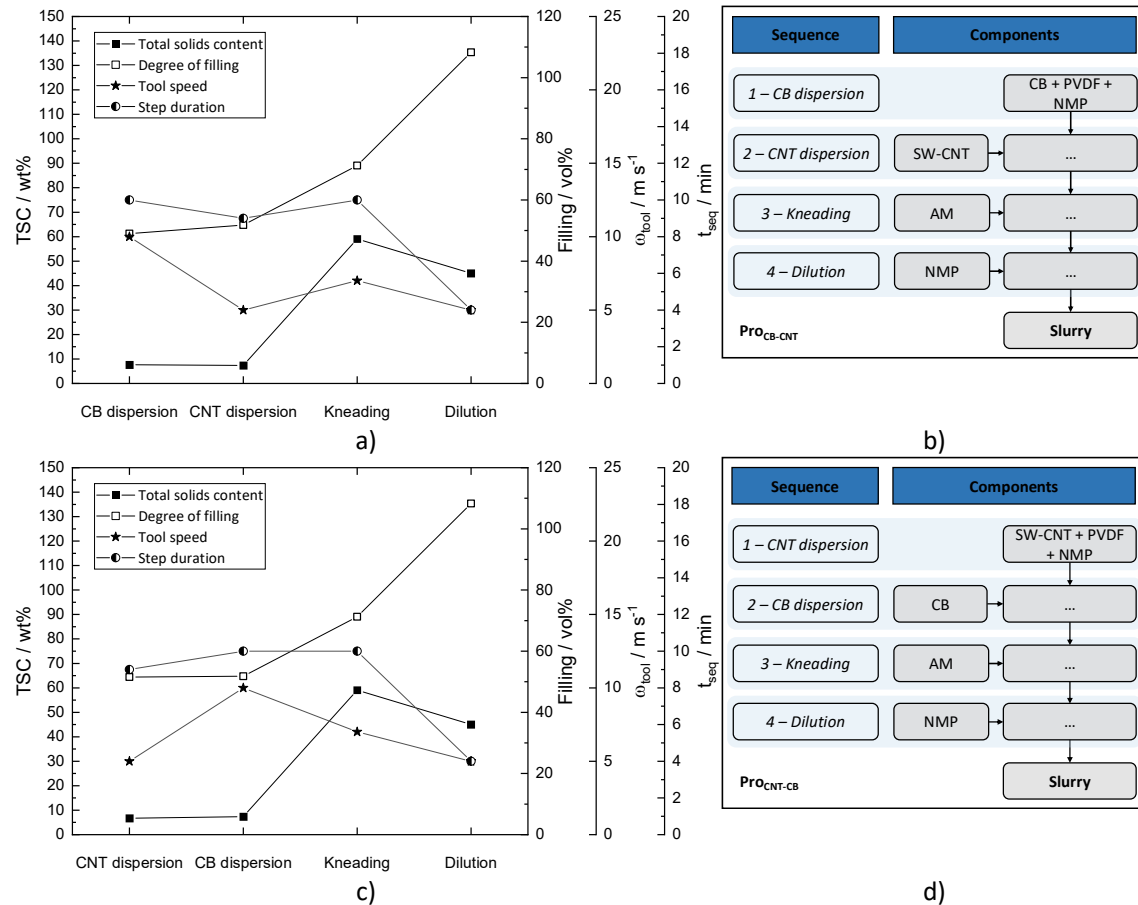 150
140
130
120
110
100
90
80
70
60
50
40
30
20
10
0
TSC / wt%
Total solids content
Degree of filling
Tool speed
Step duration
CB dispersion
CNT dispersion
Kneading
Dilution
120
100
80
60
40
20
0
Filling / vol%
25
20
15
10
5
0
ωtool / m s-1
20
18
16
14
12
10
8
6
4
2
0
tseq / min
a)
Sequence
Components
1 – CB dispersion
CB + PVDF +
NMP
2 – CNT dispersion
SW-CNT
...
3 – Kneading
AM
...
4 – Dilution
NMP
...
ProCB-CNT
Slurry
b)
150
140
130
120
110
100
90
80
70
60
50
40
30
20
10
0
TSC / wt%
Total solids content
Degree of filling
Tool speed
Step duration
CNT dispersion
CB dispersion
Kneading
Dilution
120
100
80
60
40
20
0
Filling / vol%
25
20
15
10
5
0
ωtool / m s-1
20
18
16
14
12
10
8
6
4
2
0
tseq / min
c)
Sequence
Components
1 – CNT dispersion
SW-CNT + PVDF
+ NMP
2 – CB dispersion
CB
...
3 – Kneading
AM
...
4 – Dilution
NMP
...
ProCNT-CB
Slurry
d)